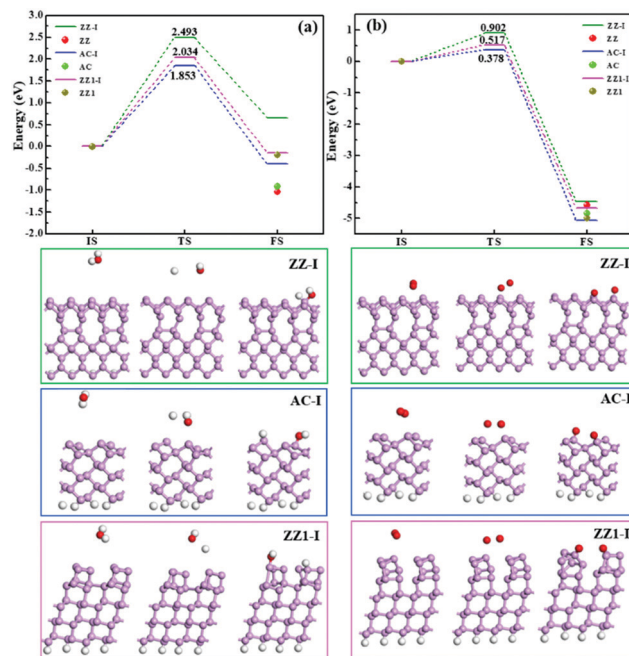 (a)
3.0
2.5
2.0
1.5
1.0
0.5
0.0
-0.5
-1.0
1.5
2.0
Energy (eV)
IS
TS
FS
2.493
2.034
1.853
ZZ-I
ZZ
AC-I
AC
ZZ1-I
ZZ1
(b)
1
0
-1
-2
-3
-4
-5
Energy (eV)
IS
TS
FS
0.902
0.517
0.378
ZZ-I
ZZ
AC-I
AC
ZZ1-I
ZZ1
ZZ-I
ZZ-I
AC-I
AC-I
ZZ1-I
ZZ1-I